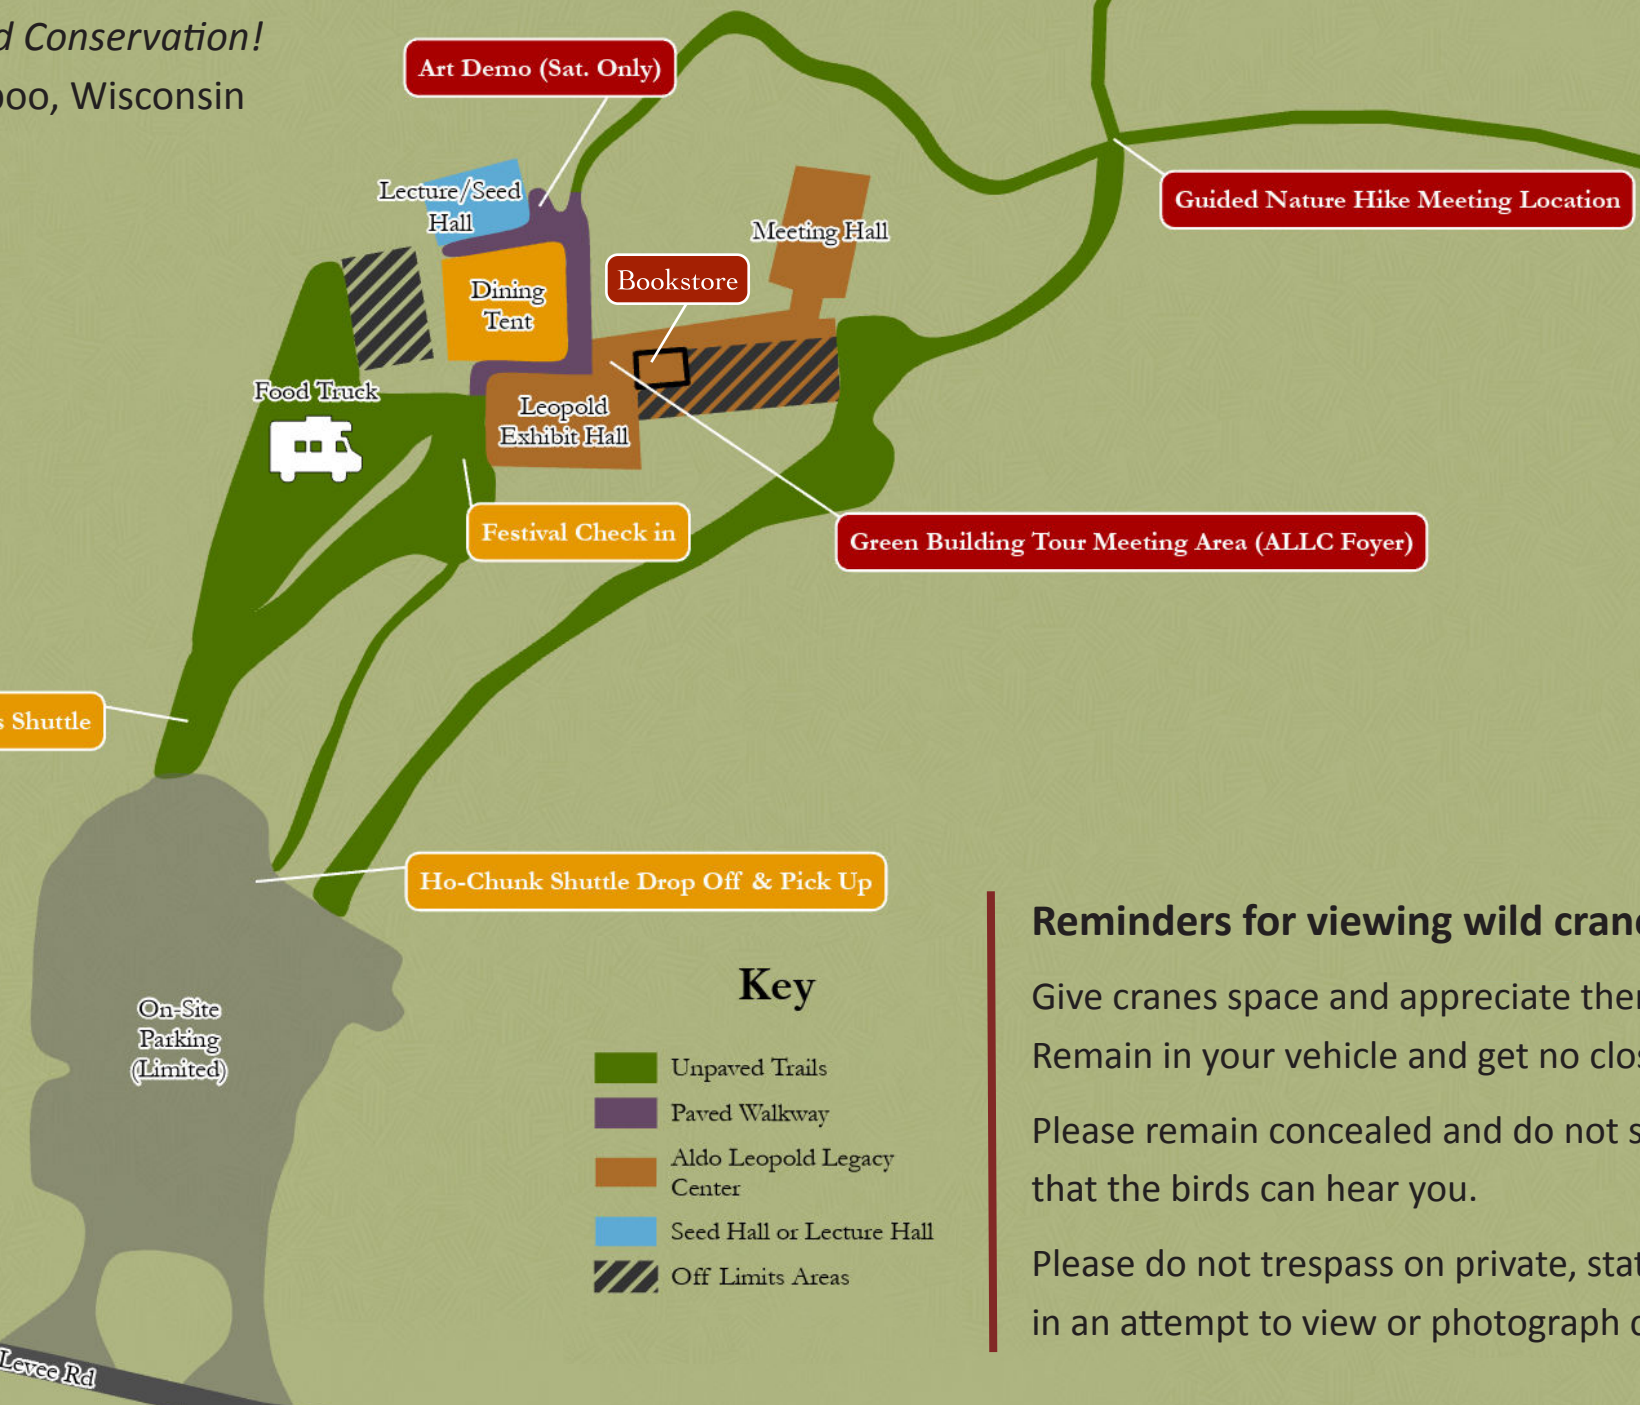 d Conservation!
boo, Wisconsin
Art Demo (Sat. Only)
Lecture/Seed
Hall
Guided Nature Hike Meeting Location
Meeting Hall
Bookstore
Dining
Tent
Food Truck
Leopold
Exhibit Hall
Festival Check in
Green Building Tour Meeting Area (ALLC Foyer)
s Shuttle
Ho-Chunk Shuttle Drop Off & Pick Up
On-Site
Parking
(Limited)
Levee Rd
Key
Unpaved Trails
Paved Walkway
Aldo Leopold Legacy
Center
Seed Hall or Lecture Hall
Off Limits Areas
Reminders for viewing wild crane
Give cranes space and appreciate ther
Remain in your vehicle and get no clos
Please remain concealed and do not s
that the birds can hear you.
Please do not trespass on private, stat
in an attempt to view or photograph